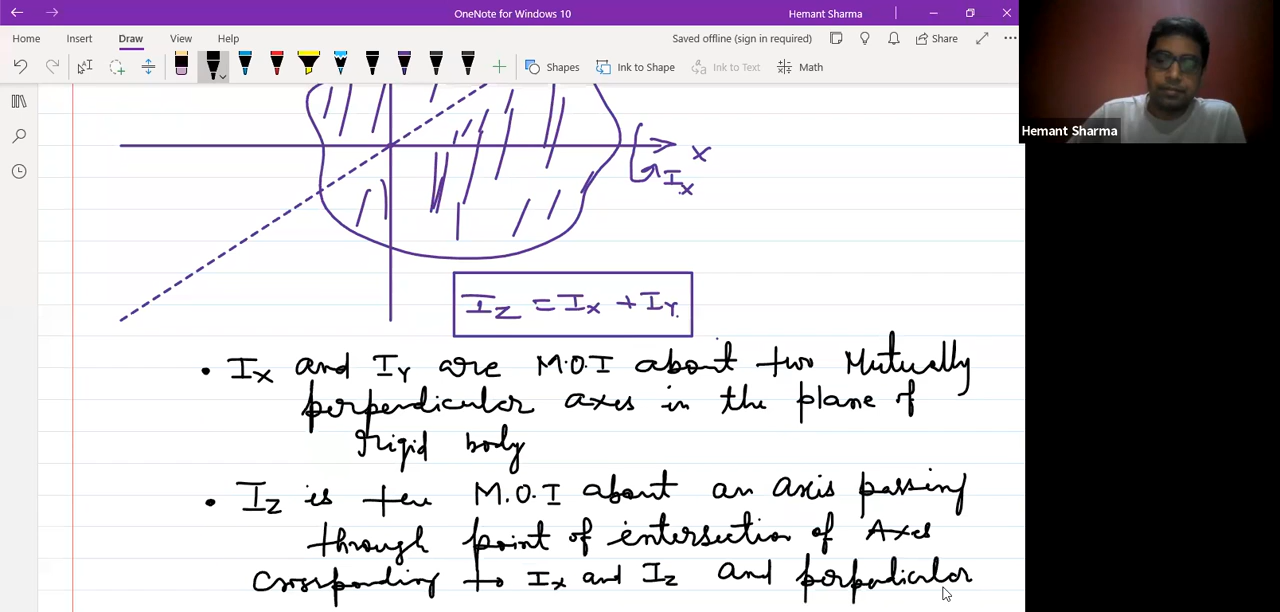 OneNote for Windows 10
Hemant Sharma
Home Insert Draw View Help
Saved offline (sign in required)
Share
Shapes
Ink to Shape
Ink to Text
Math
Hemant Sharma
X
Ix
Iz = Ix + IY.
• Ix and IY are M.O.I about two Mutually
perpendicular axes in the plane of
rigid body
• Iz is the M.O.I about an axis passing
through point of entersection of Axes
Crossponding to Ix and Iz and perpendicular